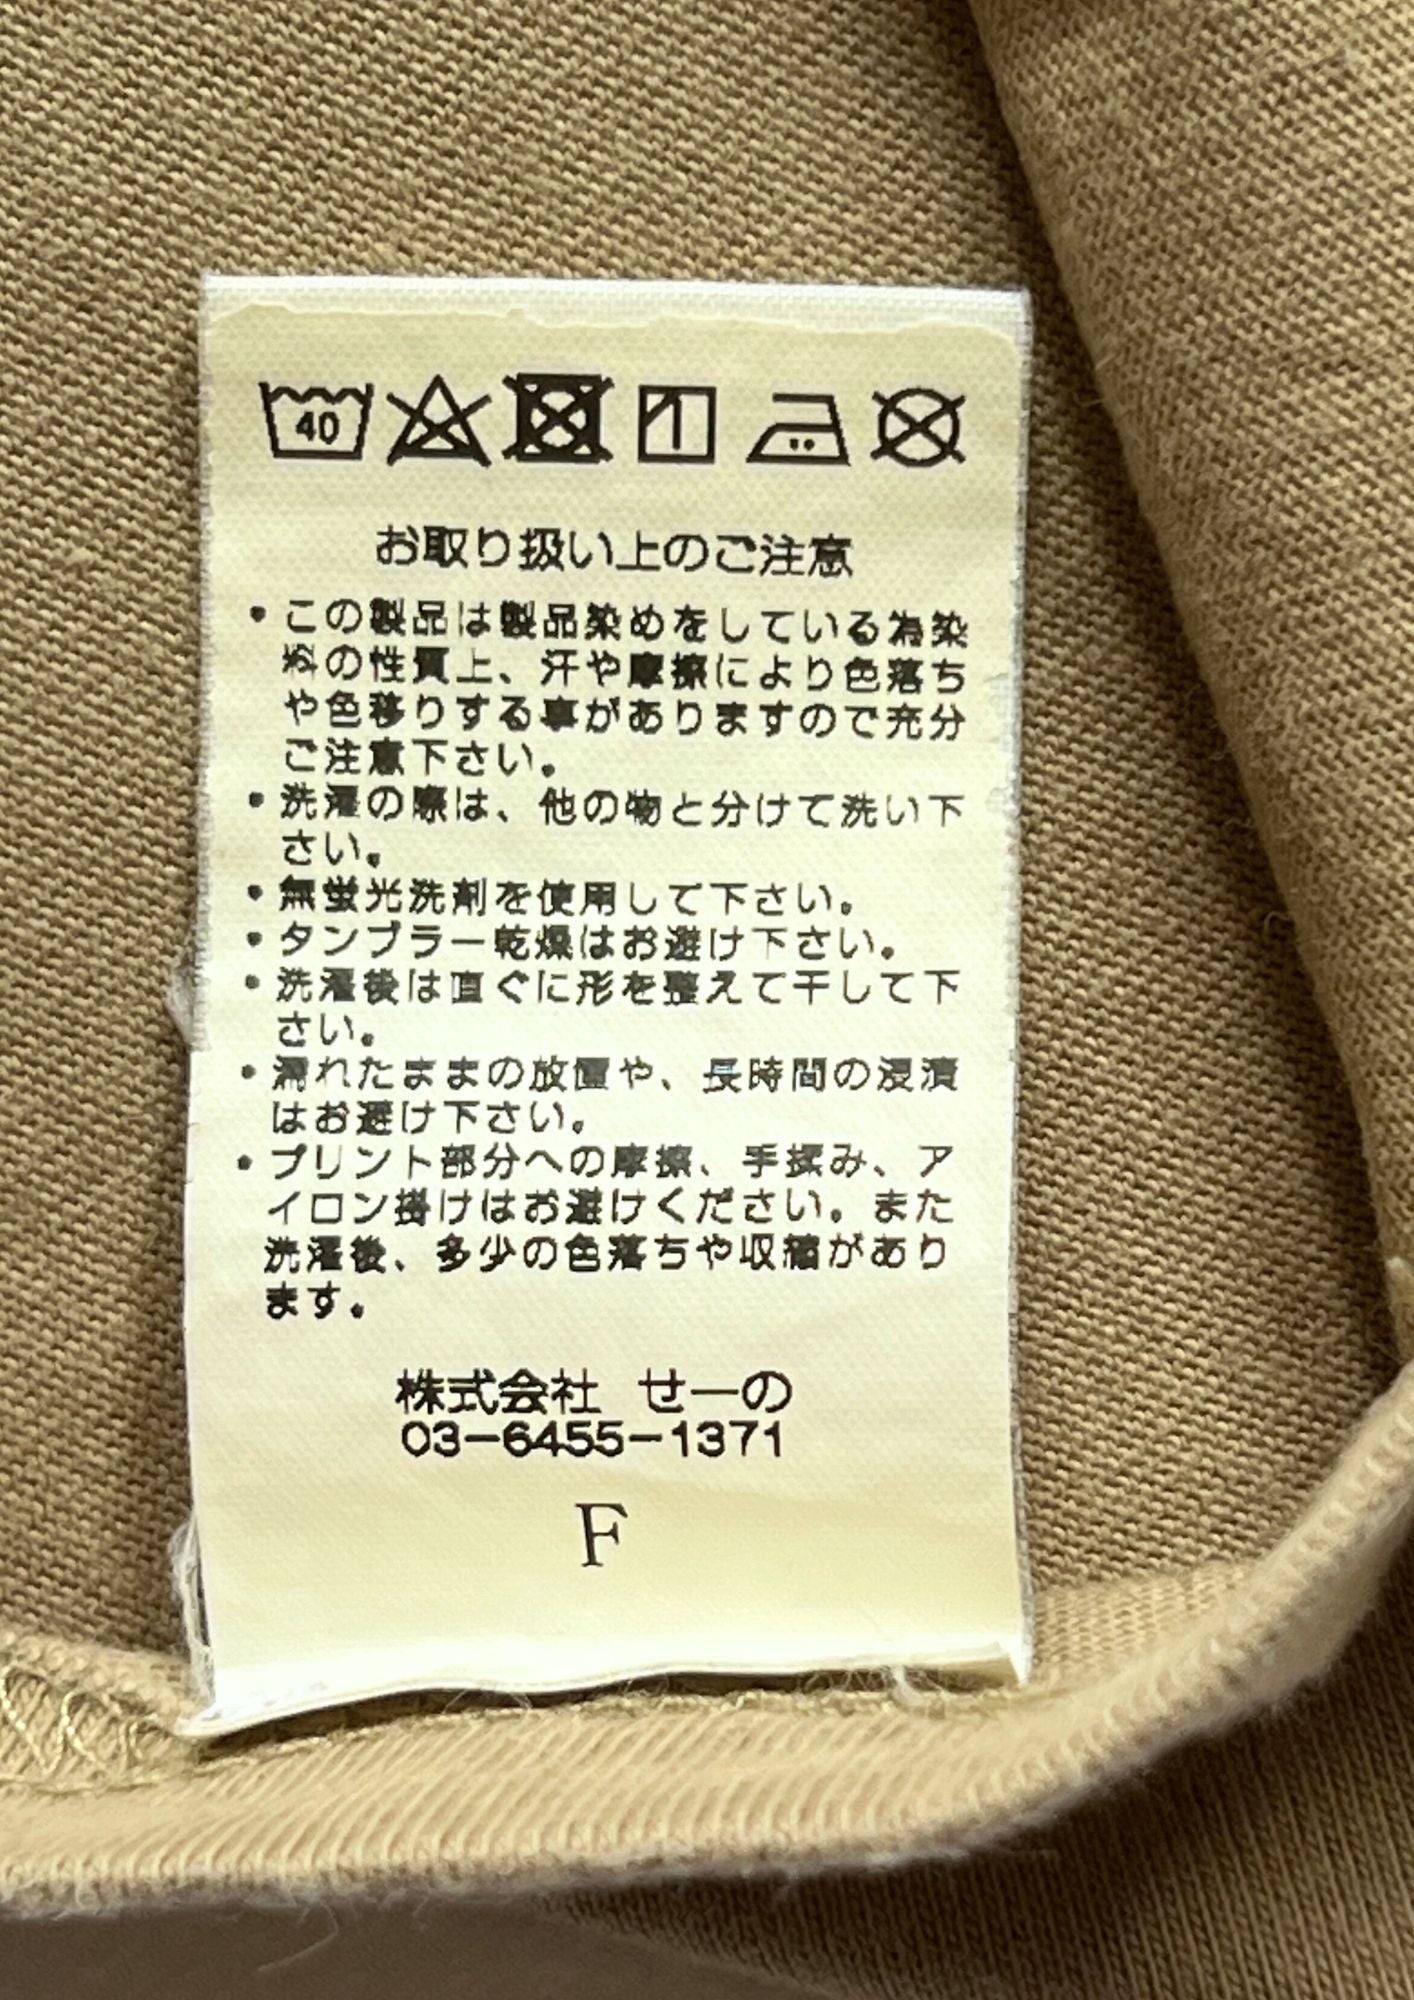 40
お取り扱い上のご注意
・この製品は製品染めをしている為染
料の性質上、汗や摩擦により色落ち
や色移りする事がありますので充分
ご注意下さい。
・洗濯の際は、他の物と分けて洗い下
さい。
・無蛍光洗剤を使用して下さい。
・タンブラー乾燥はお避け下さい。
・洗濯後は直ぐに形を整えて干して下
さい。
・濡れたままの放置や、長時間の浸漬
はお避け下さい。
・プリント部分への摩擦、手揉み、ア
イロン掛けはお避けください。また
洗濯後、多少の色落ちや収縮があり
ます。
株式会社 せーの
03-6455-1371
F